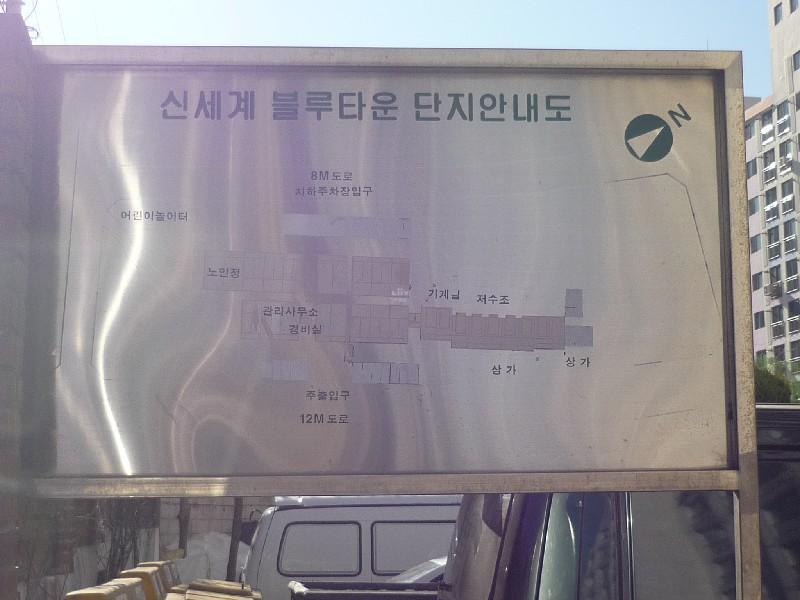 신세계 블루타운 단지안내도
N
8M 도로
지하주차장입구
어린이놀이터
노인정
기계실 저수조
관리사무소
경비실
상가
상가
주출입구
12M 도로